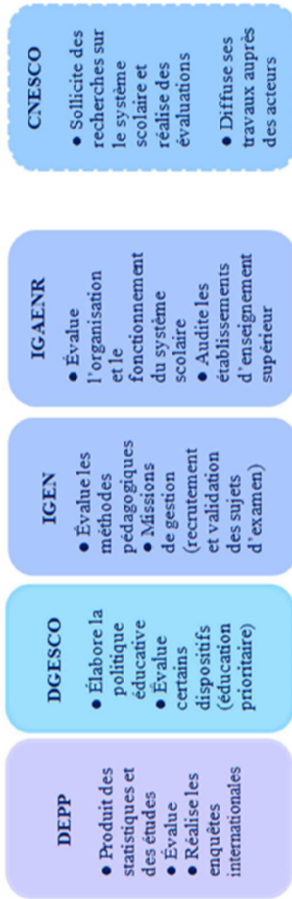 DEPP
• Produit des
statistiques et
des études
• Évalue
• Réalise les
enquêtes
internationales
DGESCO
• Élabore la
politique
éducative
• Évalue
certains
dispositifs
(éducation
prioritaire)
IGEN
• Évalue les
méthodes
pédagogiques
• Missions
de gestion
(recrutement
et validation
des sujets
d'examen)
IGAENR
• Évalue
l'organisation
et le
fonctionnement
du système
scolaire
• Audite les
établissements
d'enseignement
supérieur
CNESCO
• Sollicite des
recherches sur
le système
scolaire et
réalise des
évaluations
• Diffuse ses
travaux auprès
des acteurs